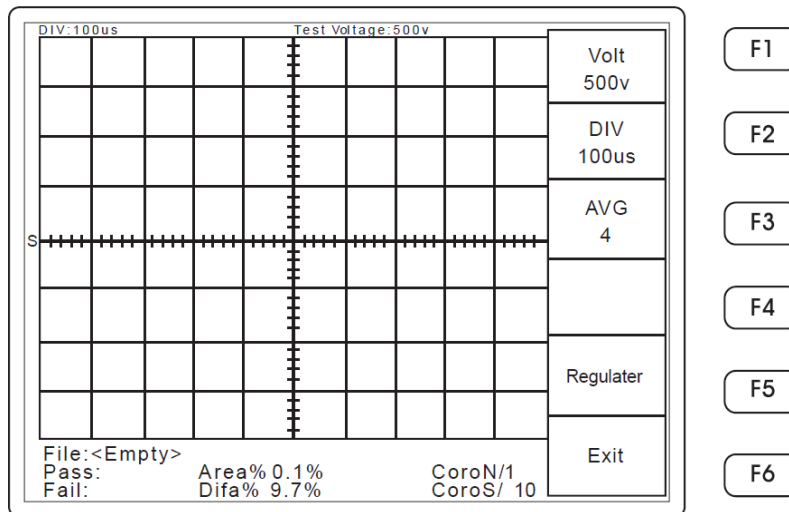 DIV:100us Test Voltage:500v
Volt
500v
F1
DIV
100us
F2
AVG
4
F3
S
F4
Regulater
F5
Exit
F6
File:<Empty>
Pass: Area% 0.1% CoroN/1
Fail: Difa% 9.7% CoroS/ 10